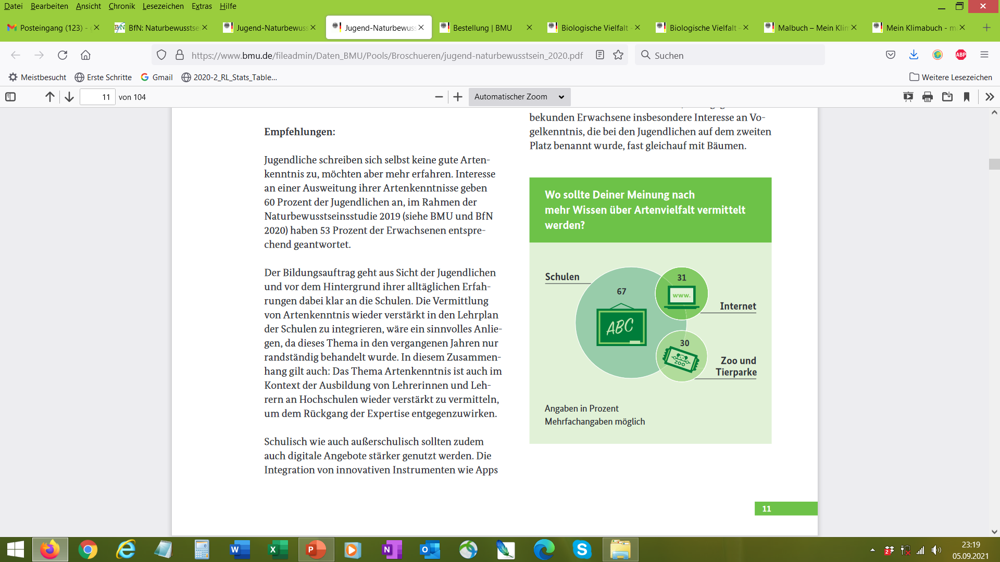 Datei Bearbeiten Ansicht Chronik Lesezeichen Extras Hilfe
Posteingang (123) - BfN: Naturbewusstse Jugend-Naturbewuss Jugend-Naturbewuss Bestellung | BMU Biologische Vielfalt - Biologische Vielfalt - Malbuch – Mein Klim Mein Klimabuch - m
https://www.bmu.de/fileadmin/Daten_BMU/Pools/Broschueren/jugend-naturbewusstsein_2020.pdf Suchen ABP
Meistbesucht Erste Schritte Gmail 2020-2_RL_Stats_Table... Weitere Lesezeichen
11 von 104 Automatischer Zoom
Empfehlungen:
Jugendliche schreiben sich selbst keine gute Arten-
kenntnis zu, möchten aber mehr erfahren. Interesse
an einer Ausweitung ihrer Artenkenntnisse geben
60 Prozent der Jugendlichen an, im Rahmen der
Naturbewusstseinsstudie 2019 (siehe BMU und BfN
2020) haben 53 Prozent der Erwachsenen entspre-
chend geantwortet.
Der Bildungsauftrag geht aus Sicht der Jugendlichen
und vor dem Hintergrund ihrer alltäglichen Erfah-
rungen dabei klar an die Schulen. Die Vermittlung
von Artenkenntnis wieder verstärkt in den Lehrplan
der Schulen zu integrieren, wäre ein sinnvolles Anlie-
gen, da dieses Thema in den vergangenen Jahren nur
randständig behandelt wurde. In diesem Zusammen-
hang gilt auch: Das Thema Artenkenntnis ist auch im
Kontext der Ausbildung von Lehrerinnen und Leh-
rern an Hochschulen wieder verstärkt zu vermitteln,
um dem Rückgang der Expertise entgegenzuwirken.
Schulisch wie auch außerschulisch sollten zudem
auch digitale Angebote stärker genutzt werden. Die
Integration von innovativen Instrumenten wie Apps
bekunden Erwachsene insbesondere Interesse an Vo-
gelkenntnis, die bei den Jugendlichen auf dem zweiten
Platz benannt wurde, fast gleichauf mit Bäumen.
Wo sollte Deiner Meinung nach
mehr Wissen über Artenvielfalt vermittelt
werden?
Schulen
67
ABC
31
www.
Internet
30
ZOO
Zoo und
Tierparke
Angaben in Prozent
Mehrfachangaben möglich
11
23:19
05.09.2021